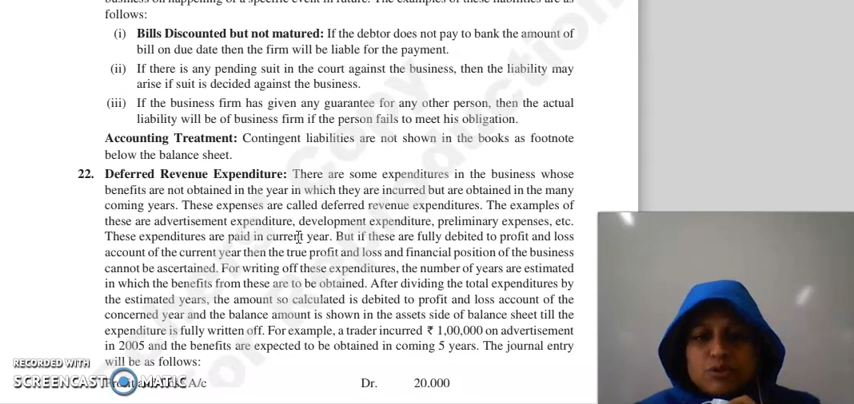 follows:
(i) Bills Discounted but not matured: If the debtor does not pay to bank the amount of
bill on due date then the firm will be liable for the payment.
(ii) If there is any pending suit in the court against the business, then the liability may
arise if suit is decided against the business.
(iii) If the business firm has given any guarantee for any other person, then the actual
liability will be of business firm if the person fails to meet his obligation.
Accounting Treatment: Contingent liabilities are not shown in the books as footnote
below the balance sheet.
22. Deferred Revenue Expenditure: There are some expenditures in the business whose
benefits are not obtained in the year in which they are incurred but are obtained in the many
coming years. These expenses are called deferred revenue expenditures. The examples of
these are advertisement expenditure, development expenditure, preliminary expenses, etc.
These expenditures are paid in current year. But if these are fully debited to profit and loss
account of the current year then the true profit and loss and financial position of the business
cannot be ascertained. For writing off these expenditures, the number of years are estimated
in which the benefits from these are to be obtained. After dividing the total expenditures by
the estimated years, the amount so calculated is debited to profit and loss account of the
concerned year and the balance amount is shown in the assets side of balance sheet till the
expenditure is fully written off. For example, a trader incurred ₹ 1,00,000 on advertisement
in 2005 and the benefits are expected to be obtained in coming 5 years. The journal entry
will be as follows:
A/c Dr. 20.000
RECORDED WITH
SCREENCAST-O-MATIC